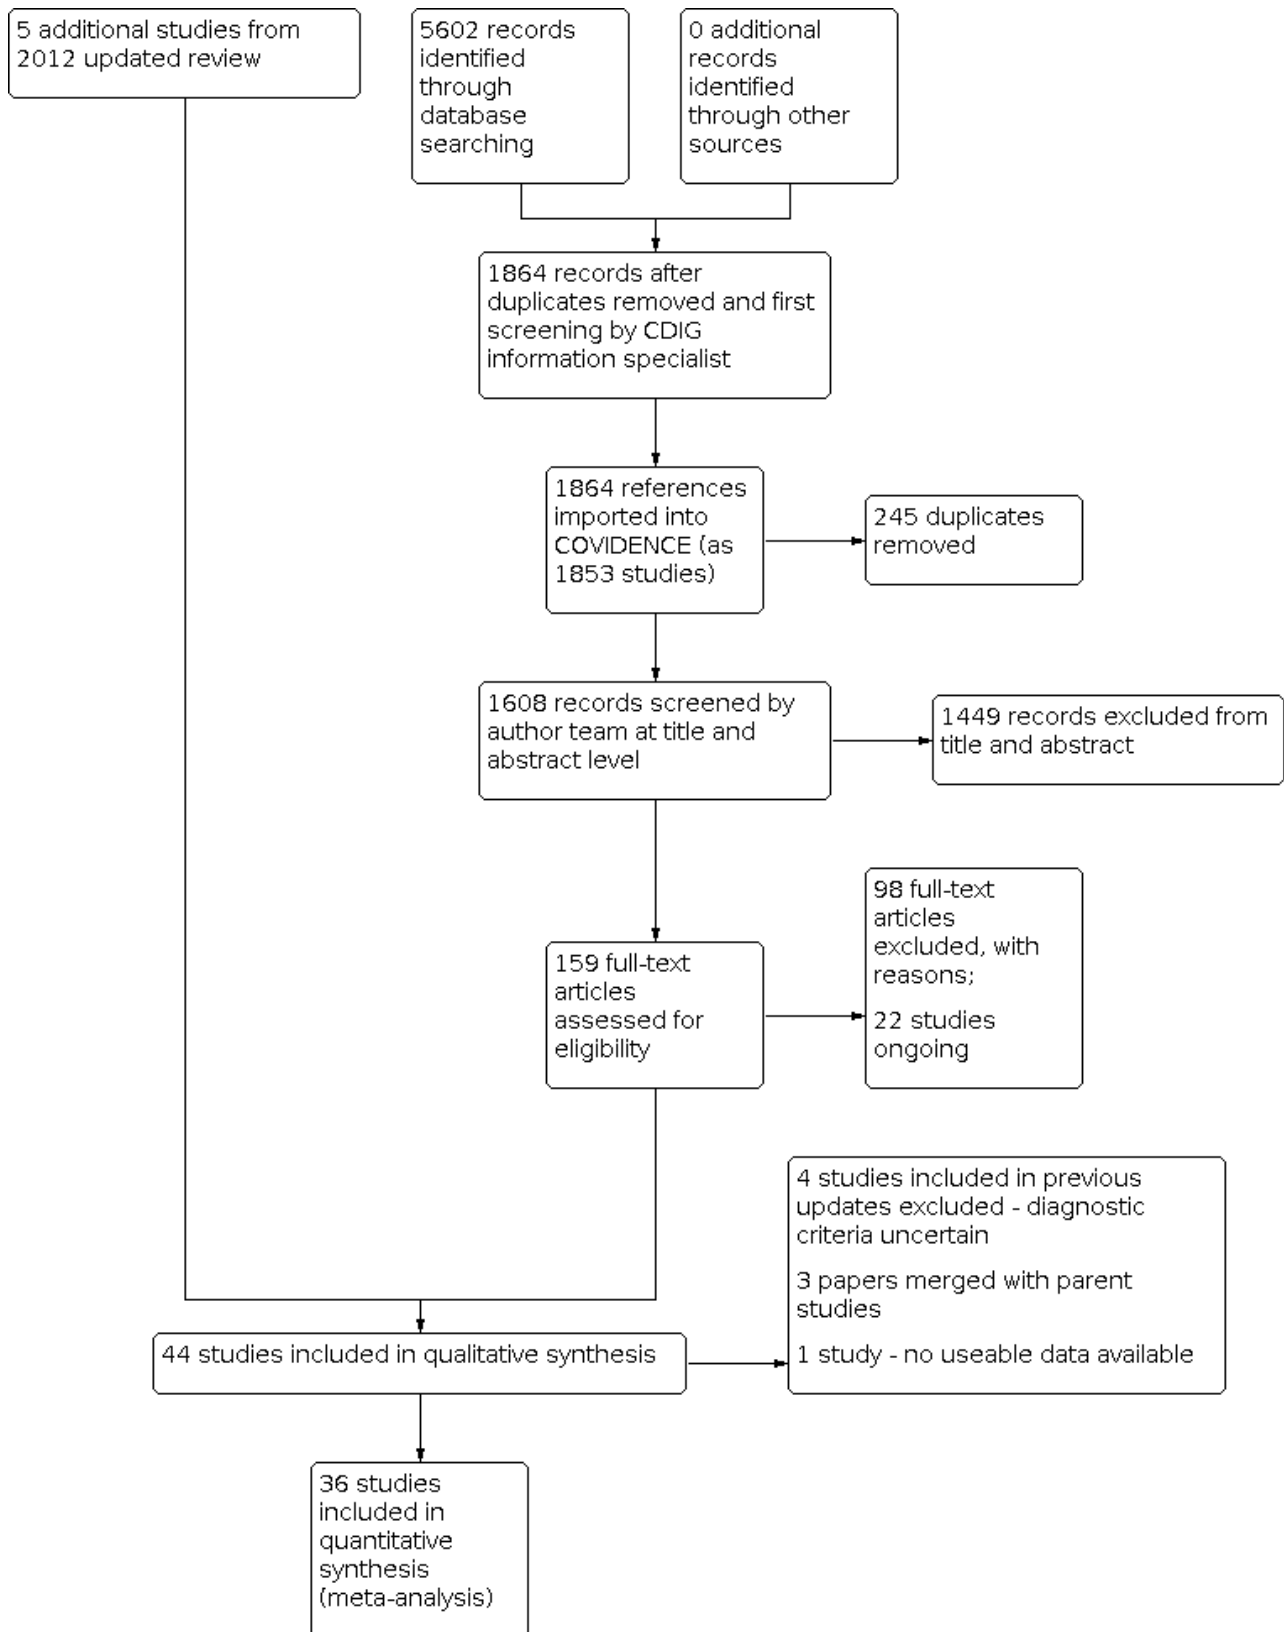 5 additional studies from
2012 updated review
5602 records
identified
through
database
searching
0 additional
records
identified
through other
sources
1864 records after
duplicates removed and first
screening by CDIG
information specialist
1864 references
imported into
COVIDENCE (as
1853 studies)
245 duplicates
removed
1608 records screened by
author team at title and
abstract level
1449 records excluded from
title and abstract
159 full-text
articles
assessed for
eligibility
98 full-text
articles
excluded, with
reasons;
22 studies
ongoing
44 studies included in qualitative synthesis
4 studies included in previous
updates excluded - diagnostic
criteria uncertain
3 papers merged with parent
studies
1 study - no useable data available
36 studies
included in
quantitative
synthesis
(meta-analysis)